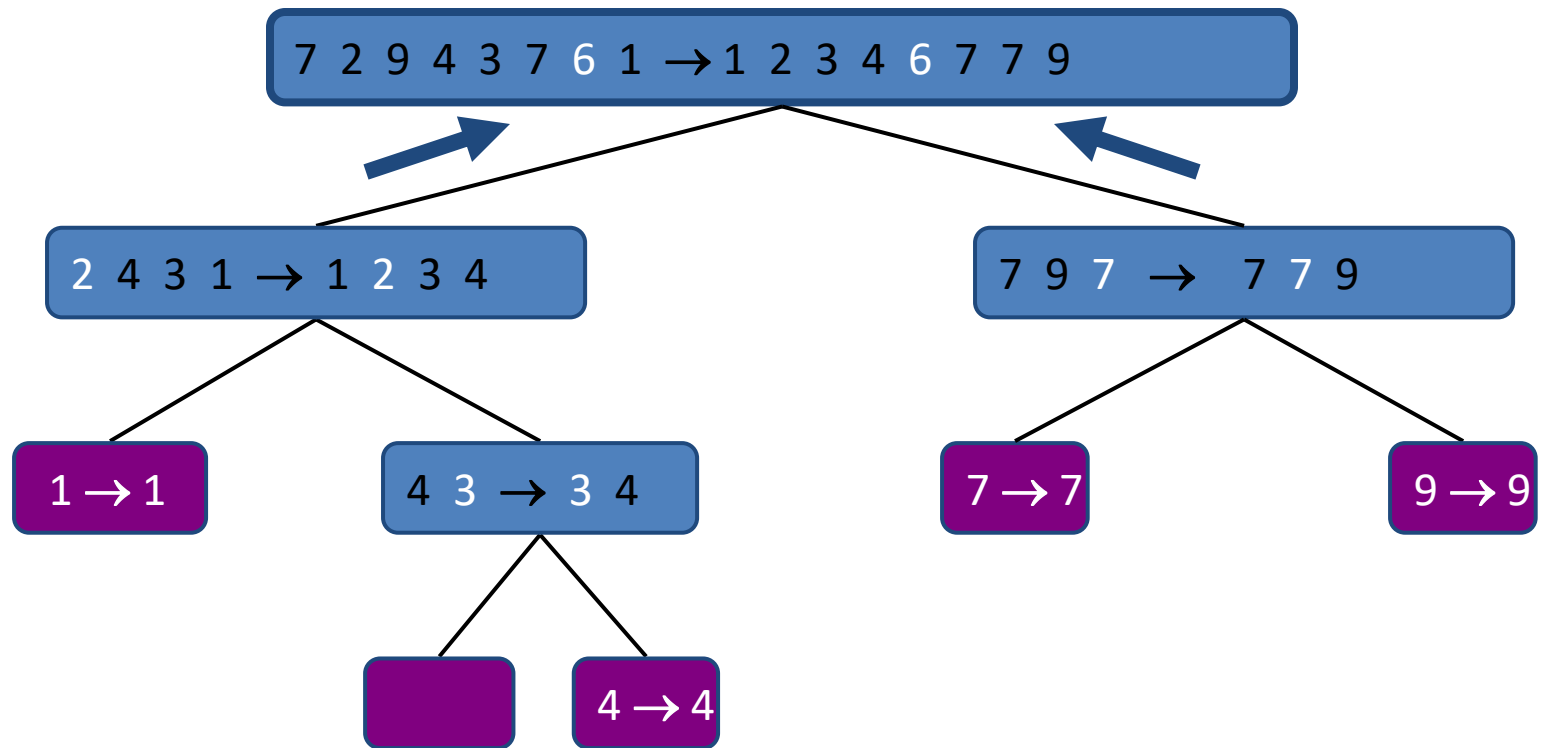 7 2 9 4 3 7 6 1 → 1 2 3 4 6 7 7 9
2 4 3 1 → 1 2 3 4
7 9 7 → 7 7 9
1 → 1
4 3 → 3 4
7 → 7
9 → 9
4 → 4